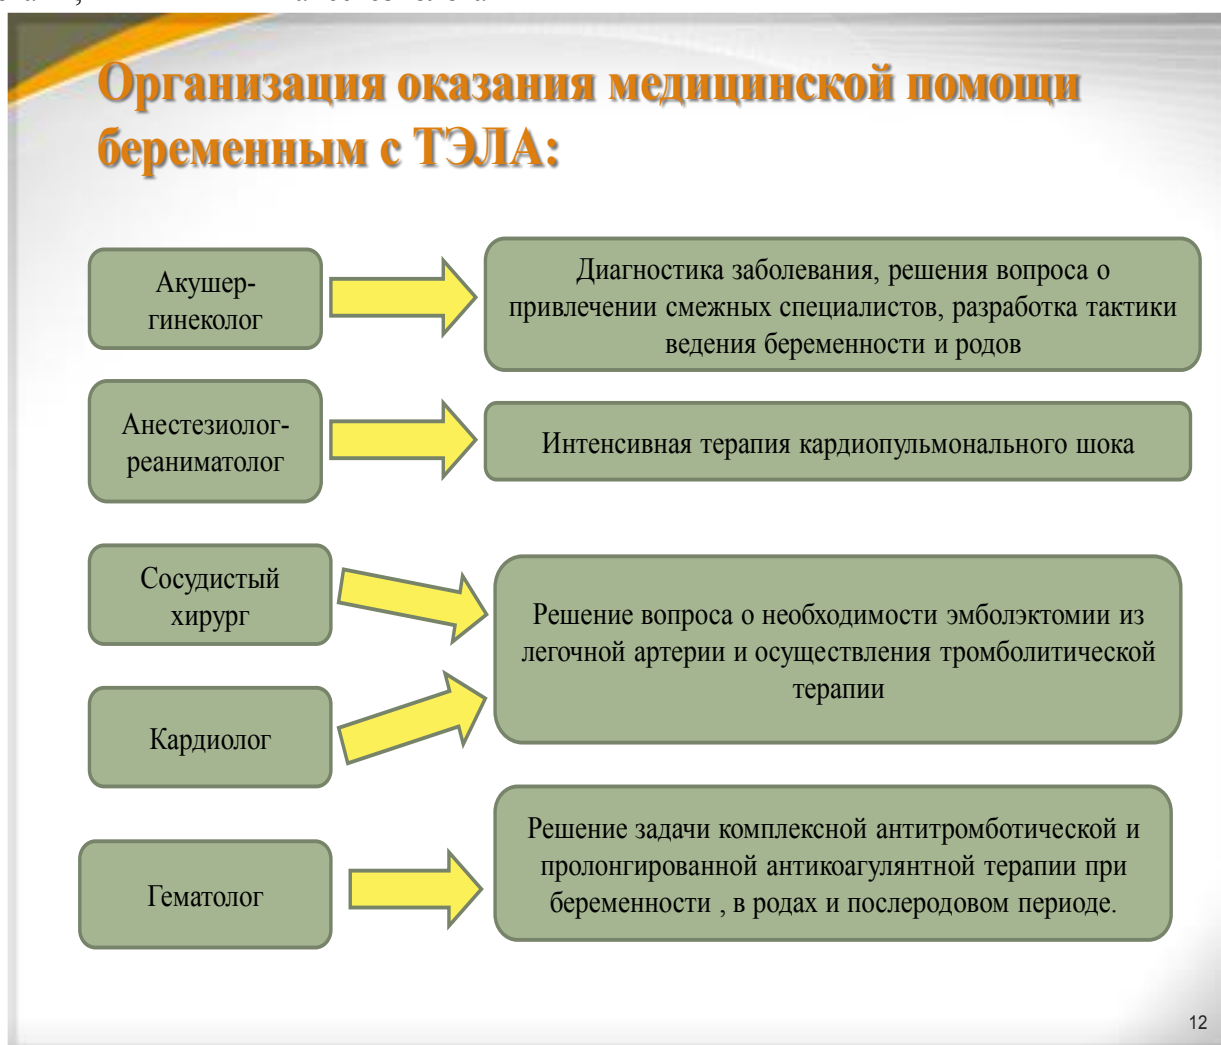 Организация оказания медицинской помощи
беременным с ТЭЛА:
Акушер-
гинеколог
Диагностика заболевания, решения вопроса о
привлечении смежных специалистов, разработка тактики
ведения беременности и родов
Анестезиолог-
реаниматолог
Интенсивная терапия кардиопульмонального шока
Сосудистый
хирург
Кардиолог
Решение вопроса о необходимости эмболэктомии из
легочной артерии и осуществления тромболитической
терапии
Гематолог
Решение задачи комплексной антитромботической и
пролонгированной антикоагулянтной терапии при
беременности , в родах и послеродовом периоде.
12